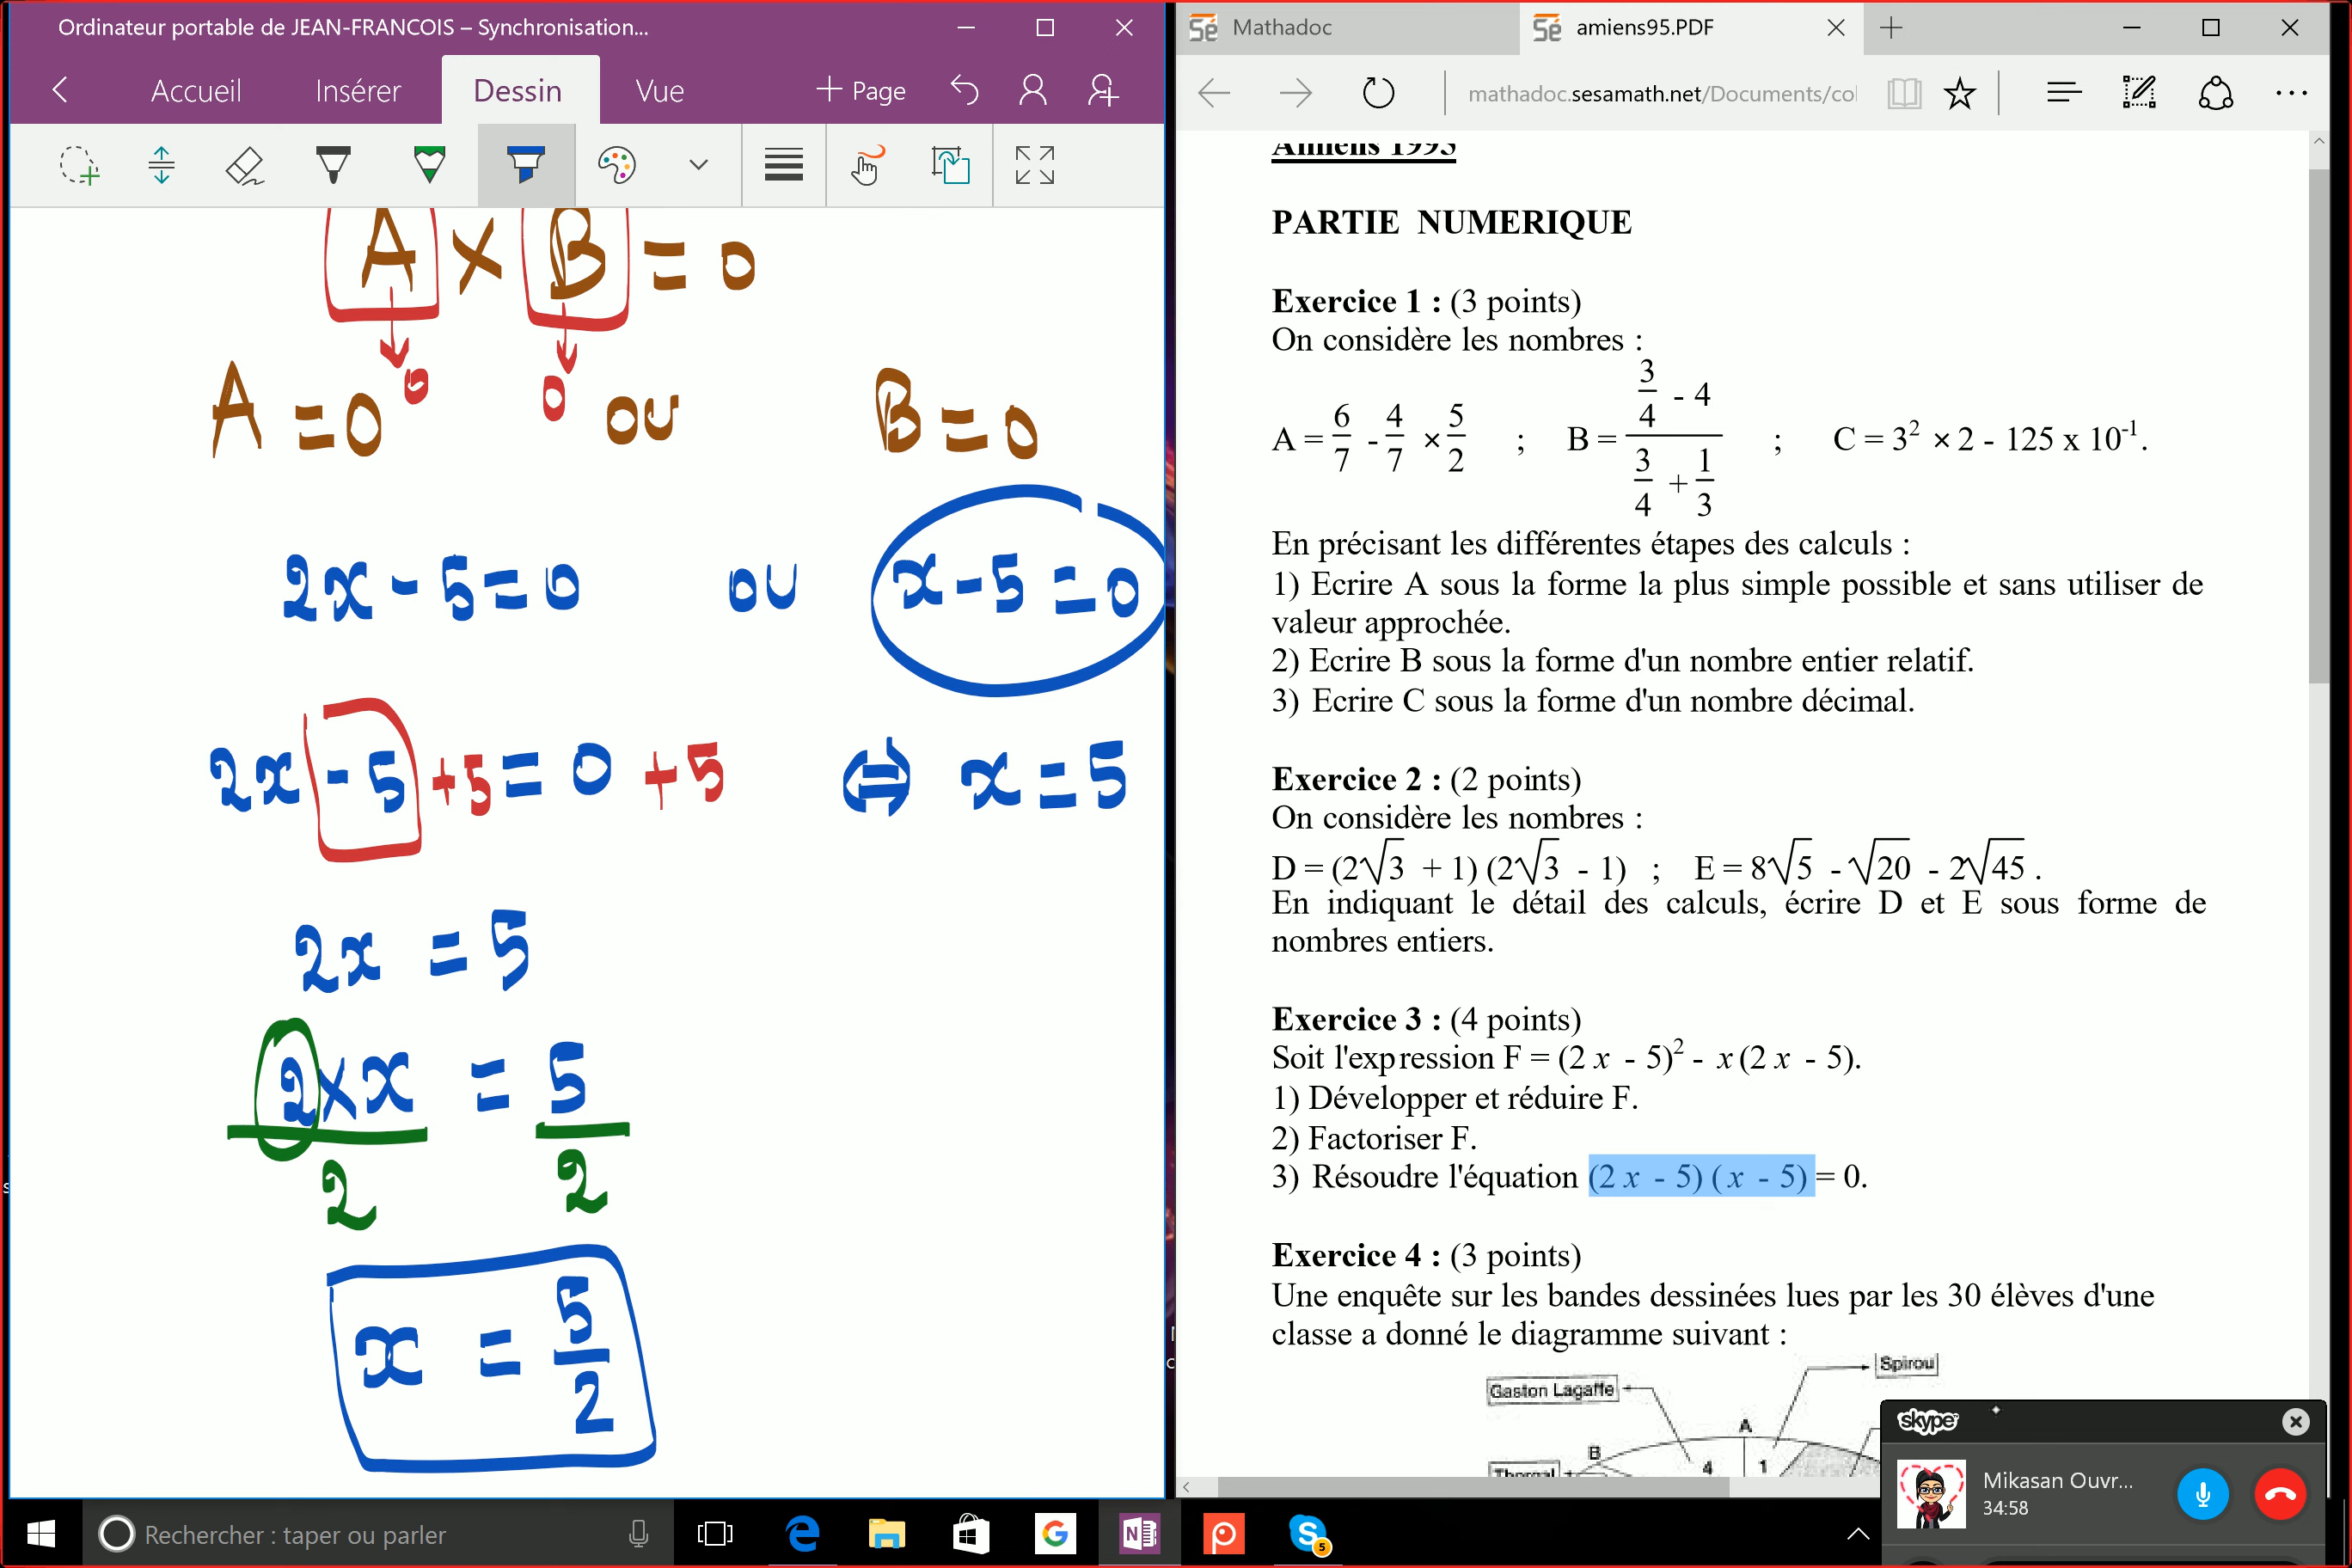 Ordinateur portable de JEAN-FRANCOIS – Synchronisation...
Accueil Insérer Dessin Vue + Page
A × B = 0
0 0
A = 0 ou B = 0
2x - 5 = 0 ou x - 5 = 0
2x - 5 + 5 = 0 + 5 ⇔ x = 5
2x = 5
2 × x = 5
2 2
x = 5/2
Mathadoc
amiens95.PDF
mathadoc.sesamath.net/Documents/col
Amiens 1995
PARTIE NUMERIQUE
Exercice 1 : (3 points)
On considère les nombres :
A = 6/7 - 4/7 × 5/2 ; B = (3/4 - 4)/(3/4 + 1/3) ; C = 3² × 2 - 125 x 10⁻¹.
En précisant les différentes étapes des calculs :
1) Ecrire A sous la forme la plus simple possible et sans utiliser de
valeur approchée.
2) Ecrire B sous la forme d'un nombre entier relatif.
3) Ecrire C sous la forme d'un nombre décimal.
Exercice 2 : (2 points)
On considère les nombres :
D = (2√3 + 1) (2√3 - 1) ; E = 8√5 - √20 - 2√45 .
En indiquant le détail des calculs, écrire D et E sous forme de
nombres entiers.
Exercice 3 : (4 points)
Soit l'expression F = (2 x - 5)² - x (2 x - 5).
1) Développer et réduire F.
2) Factoriser F.
3) Résoudre l'équation (2 x - 5) ( x - 5) = 0.
Exercice 4 : (3 points)
Une enquête sur les bandes dessinées lues par les 30 élèves d'une
classe a donné le diagramme suivant :
Spirou
Gaston Lagaffe
A
B
4 1
Thorgal
skype
Mikasan Ouvr...
34:58
Rechercher : taper ou parler
N
S
5